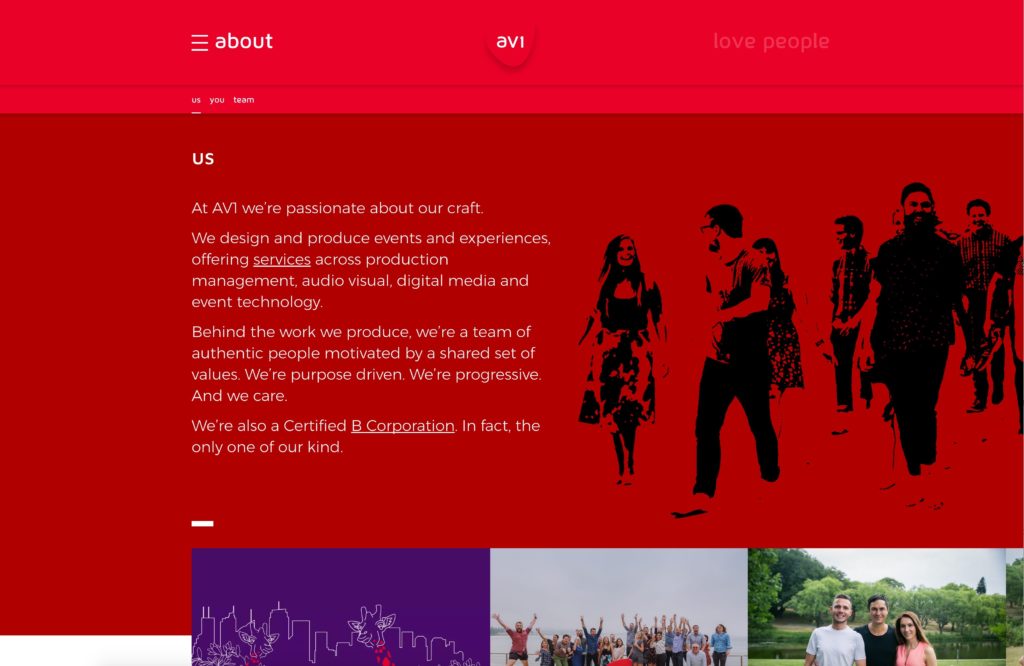 about
av1
love people
us you team
US
At AV1 we're passionate about our craft.
We design and produce events and experiences,
offering services across production
management, audio visual, digital media and
event technology.
Behind the work we produce, we're a team of
authentic people motivated by a shared set of
values. We're purpose driven. We're progressive.
And we care.
We're also a Certified B Corporation. In fact, the
only one of our kind.